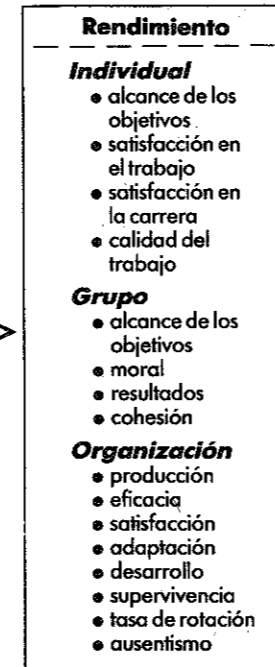 Rendimiento
Individual
• alcance de los
objetivos
• satisfacción en
el trabajo
• satisfacción en
la carrera
• calidad del
trabajo
Grupo
• alcance de los
objetivos
• moral
• resultados
• cohesión
Organización
• producción
• eficacia
• satisfacción
• adaptación
• desarrollo
• supervivencia
• tasa de rotación
• ausentismo